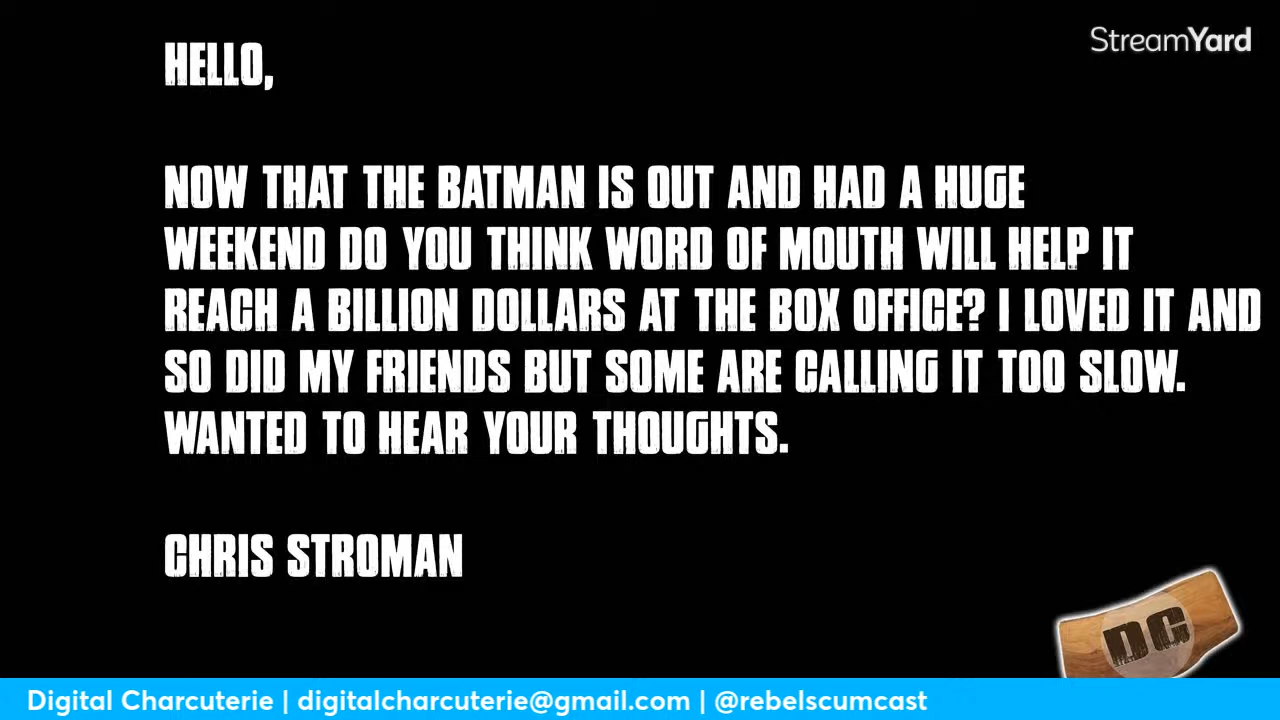 StreamYard
HELLO,
NOW THAT THE BATMAN IS OUT AND HAD A HUGE
WEEKEND DO YOU THINK WORD OF MOUTH WILL HELP IT
REACH A BILLION DOLLARS AT THE BOX OFFICE? I LOVED IT AND
SO DID MY FRIENDS BUT SOME ARE CALLING IT TOO SLOW.
WANTED TO HEAR YOUR THOUGHTS.
CHRIS STROMAN
DC
Digital Charcuterie | digitalcharcuterie@gmail.com | @rebelscumcast